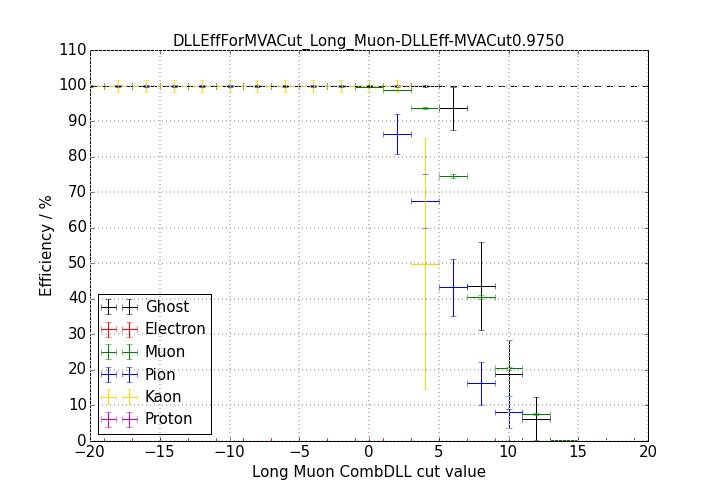 DLLEffForMVACut_Long_Muon-DLLEff-MVACut0.9750
110
100
90
80
70
60
50
40
30
20
10
0
Efficiency / %
Ghost
Electron
Muon
Pion
Kaon
Proton
−20 −15 −10 −5 0 5 10 15 20
Long Muon CombDLL cut value